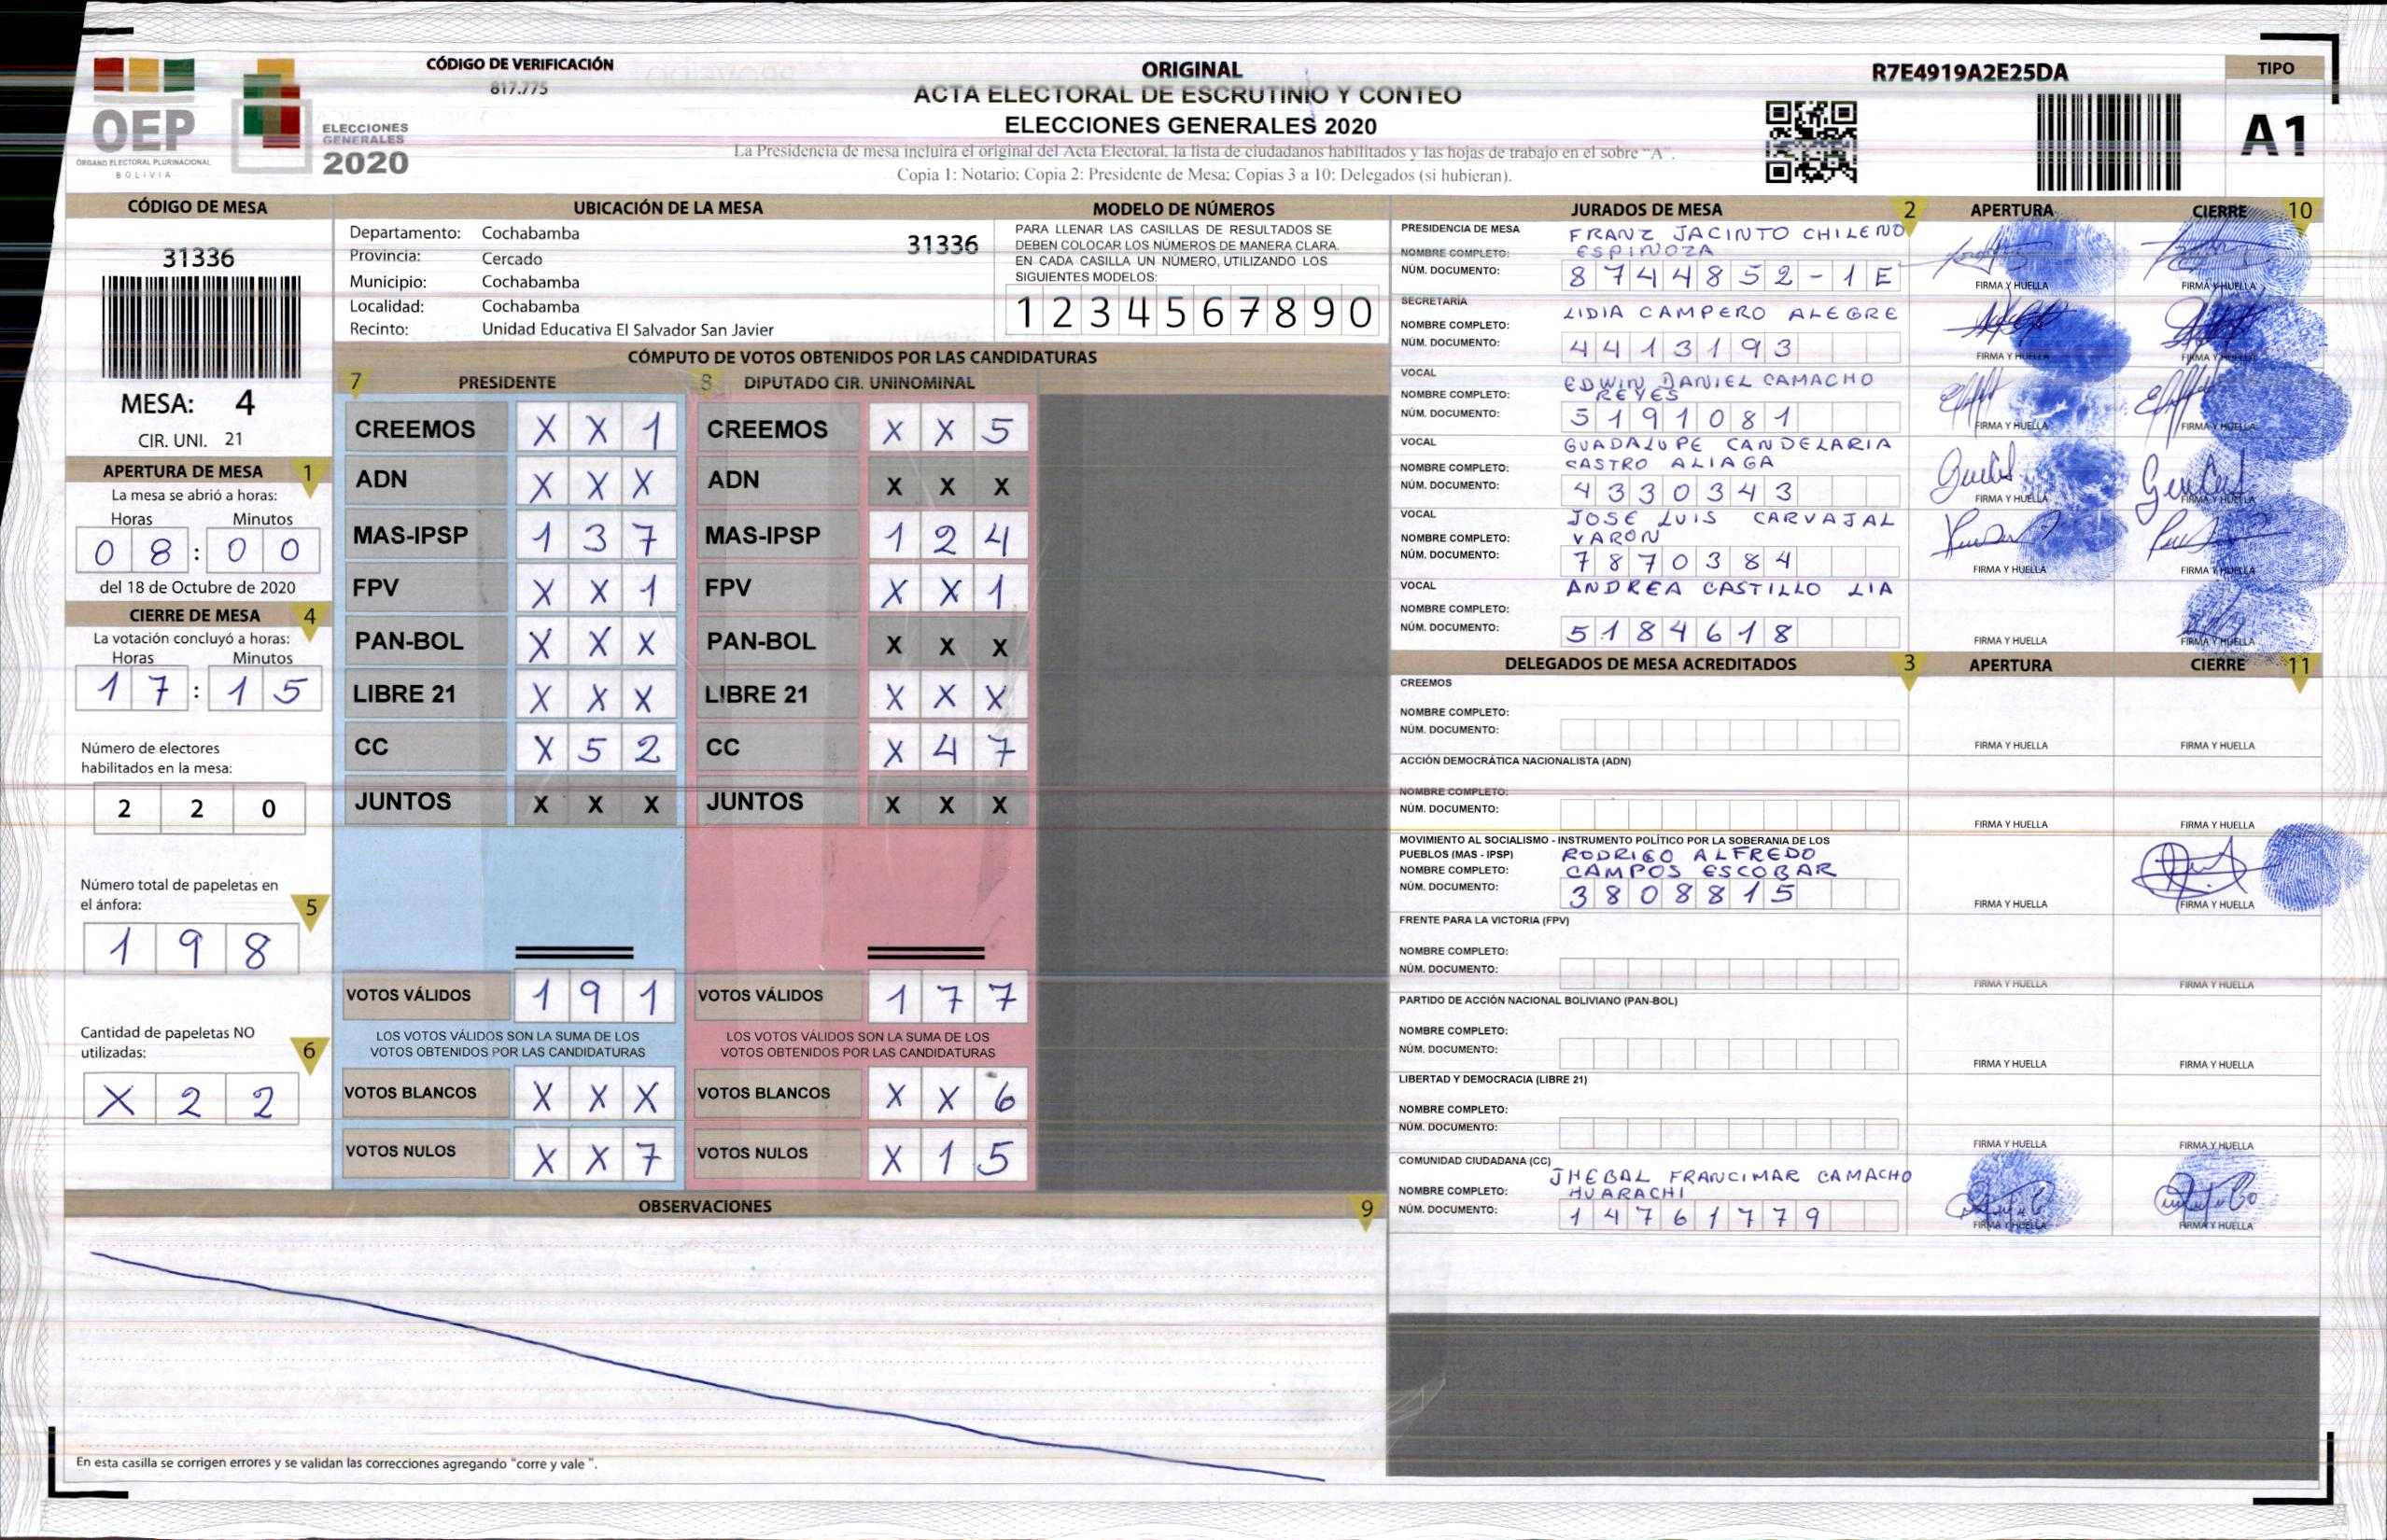 OEP
ÓRGANO ELECTORAL PLURINACIONAL
BOLIVIA
ELECCIONES
GENERALES
2020
CÓDIGO DE VERIFICACIÓN
817.775
ORIGINAL
ACTA ELECTORAL DE ESCRUTINIO Y CONTEO
ELECCIONES GENERALES 2020
La Presidencia de mesa incluirá el original del Acta Electoral, la lista de ciudadanos habilitados y las hojas de trabajo en el sobre "A".
Copia 1: Notario; Copia 2: Presidente de Mesa; Copias 3 a 10: Delegados (si hubieran).
R7E4919A2E25DA
TIPO
A1
CÓDIGO DE MESA
31336
MESA: 4
CIR. UNI. 21
APERTURA DE MESA 1
La mesa se abrió a horas:
Horas Minutos
0 8 : 0 0
del 18 de Octubre de 2020
CIERRE DE MESA 4
La votación concluyó a horas:
Horas Minutos
1 7 : 1 5
Número de electores
habilitados en la mesa:
2 2 0
Número total de papeletas en
el ánfora:
5
1 9 8
Cantidad de papeletas NO
utilizadas:
6
X 2 2
UBICACIÓN DE LA MESA
Departamento: Cochabamba
31336
Provincia: Cercado
Municipio: Cochabamba
Localidad: Cochabamba
Recinto: Unidad Educativa El Salvador San Javier
MODELO DE NÚMEROS
PARA LLENAR LAS CASILLAS DE RESULTADOS SE
DEBEN COLOCAR LOS NÚMEROS DE MANERA CLARA.
EN CADA CASILLA UN NÚMERO, UTILIZANDO LOS
SIGUIENTES MODELOS:
1 2 3 4 5 6 7 8 9 0
CÓMPUTO DE VOTOS OBTENIDOS POR LAS CANDIDATURAS
7 PRESIDENTE 8 DIPUTADO CIR. UNINOMINAL
CREEMOS X X 1 CREEMOS X X 5
ADN X X X ADN X X X
MAS-IPSP 1 3 7 MAS-IPSP 1 2 4
FPV X X 1 FPV X X 1
PAN-BOL X X X PAN-BOL X X X
LIBRE 21 X X X LIBRE 21 X X X
CC X 5 2 CC X 4 7
JUNTOS X X X JUNTOS X X X
VOTOS VÁLIDOS 1 9 1 VOTOS VÁLIDOS 1 7 7
LOS VOTOS VÁLIDOS SON LA SUMA DE LOS LOS VOTOS VÁLIDOS SON LA SUMA DE LOS
VOTOS OBTENIDOS POR LAS CANDIDATURAS VOTOS OBTENIDOS POR LAS CANDIDATURAS
VOTOS BLANCOS X X X VOTOS BLANCOS X X 6
VOTOS NULOS X X 7 VOTOS NULOS X 1 5
OBSERVACIONES 9
En esta casilla se corrigen errores y se validan las correcciones agregando "corre y vale ".
JURADOS DE MESA 2 APERTURA CIERRE 10
PRESIDENCIA DE MESA FRANZ JACINTO CHILENO
NOMBRE COMPLETO: ESPINOZA
NÚM. DOCUMENTO: 8 7 4 4 8 5 2 - 1 E
FIRMA Y HUELLA FIRMA Y HUELLA
SECRETARÍA
NOMBRE COMPLETO: LIDIA CAMPERO ALEGRE
NÚM. DOCUMENTO: 4 4 1 3 1 9 3
FIRMA Y HUELLA FIRMA Y HUELLA
VOCAL EDWIN DANIEL CAMACHO
NOMBRE COMPLETO: REYES
NÚM. DOCUMENTO: 5 1 9 1 0 8 1
FIRMA Y HUELLA FIRMA Y HUELLA
VOCAL GUADALUPE CANDELARIA
NOMBRE COMPLETO: CASTRO ALIAGA
NÚM. DOCUMENTO: 4 3 3 0 3 4 3
FIRMA Y HUELLA FIRMA Y HUELLA
VOCAL JOSE LUIS CARVAJAL
NOMBRE COMPLETO: VARON
NÚM. DOCUMENTO: 7 8 7 0 3 8 4
FIRMA Y HUELLA FIRMA Y HUELLA
VOCAL ANDREA CASTILLO LIA
NOMBRE COMPLETO:
NÚM. DOCUMENTO: 5 1 8 4 6 1 8
FIRMA Y HUELLA FIRMA Y HUELLA
DELEGADOS DE MESA ACREDITADOS 3 APERTURA CIERRE 11
CREEMOS
NOMBRE COMPLETO:
NÚM. DOCUMENTO:
FIRMA Y HUELLA FIRMA Y HUELLA
ACCIÓN DEMOCRÁTICA NACIONALISTA (ADN)
NOMBRE COMPLETO:
NÚM. DOCUMENTO:
FIRMA Y HUELLA FIRMA Y HUELLA
MOVIMIENTO AL SOCIALISMO - INSTRUMENTO POLÍTICO POR LA SOBERANIA DE LOS
PUEBLOS (MAS - IPSP) RODRIGO ALFREDO
NOMBRE COMPLETO: CAMPOS ESCOBAR
NÚM. DOCUMENTO: 3 8 0 8 8 1 5
FIRMA Y HUELLA FIRMA Y HUELLA
FRENTE PARA LA VICTORIA (FPV)
NOMBRE COMPLETO:
NÚM. DOCUMENTO:
FIRMA Y HUELLA FIRMA Y HUELLA
PARTIDO DE ACCIÓN NACIONAL BOLIVIANO (PAN-BOL)
NOMBRE COMPLETO:
NÚM. DOCUMENTO:
FIRMA Y HUELLA FIRMA Y HUELLA
LIBERTAD Y DEMOCRACIA (LIBRE 21)
NOMBRE COMPLETO:
NÚM. DOCUMENTO:
FIRMA Y HUELLA FIRMA Y HUELLA
COMUNIDAD CIUDADANA (CC)
JHEBAL FRANCIMAR CAMACHO
NOMBRE COMPLETO: HUARACHI
NÚM. DOCUMENTO: 1 4 7 6 1 7 7 9
FIRMA Y HUELLA FIRMA Y HUELLA